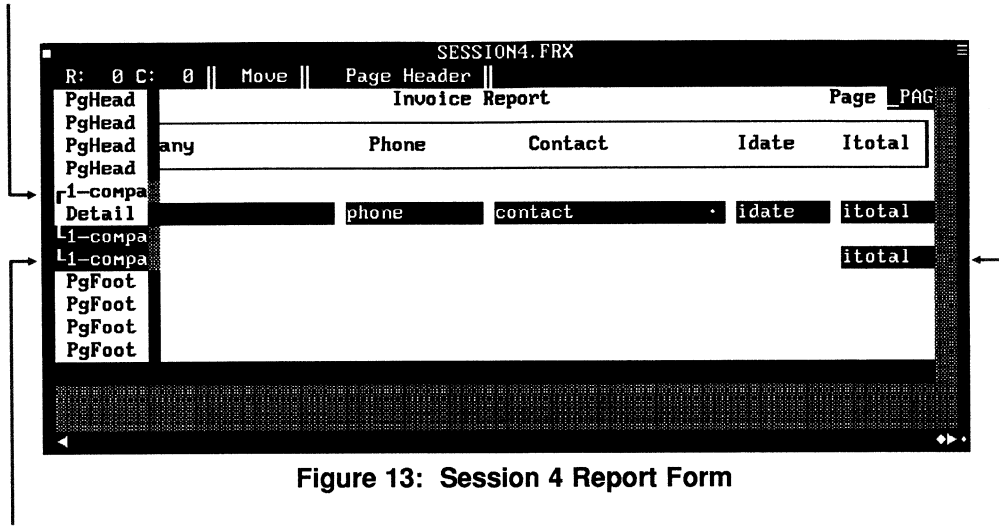 SESSION4.FRX
R: 0 C: 0 ‖ Move ‖ Page Header ‖
PgHead Invoice Report Page _PAG
PgHead
PgHead any Phone Contact Idate Itotal
PgHead
┌1-compa
Detail phone contact idate itotal
└1-compa
└1-compa itotal
PgFoot
PgFoot
PgFoot
PgFoot
Figure 13: Session 4 Report Form